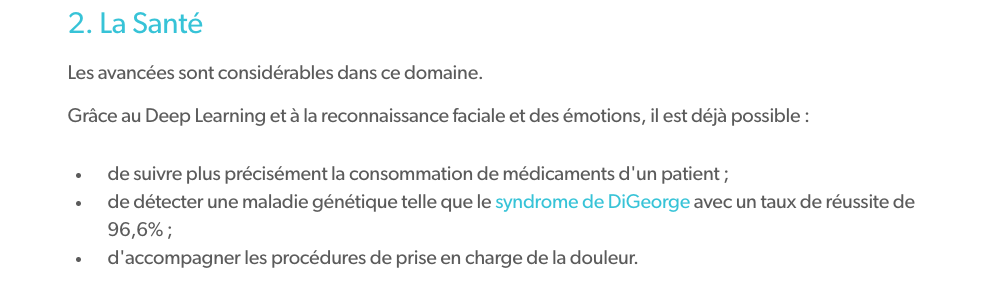 2. La Santé
Les avancées sont considérables dans ce domaine.
Grâce au Deep Learning et à la reconnaissance faciale et des émotions, il est déjà possible :
• de suivre plus précisément la consommation de médicaments d'un patient ;
• de détecter une maladie génétique telle que le syndrome de DiGeorge avec un taux de réussite de
96,6% ;
• d'accompagner les procédures de prise en charge de la douleur.